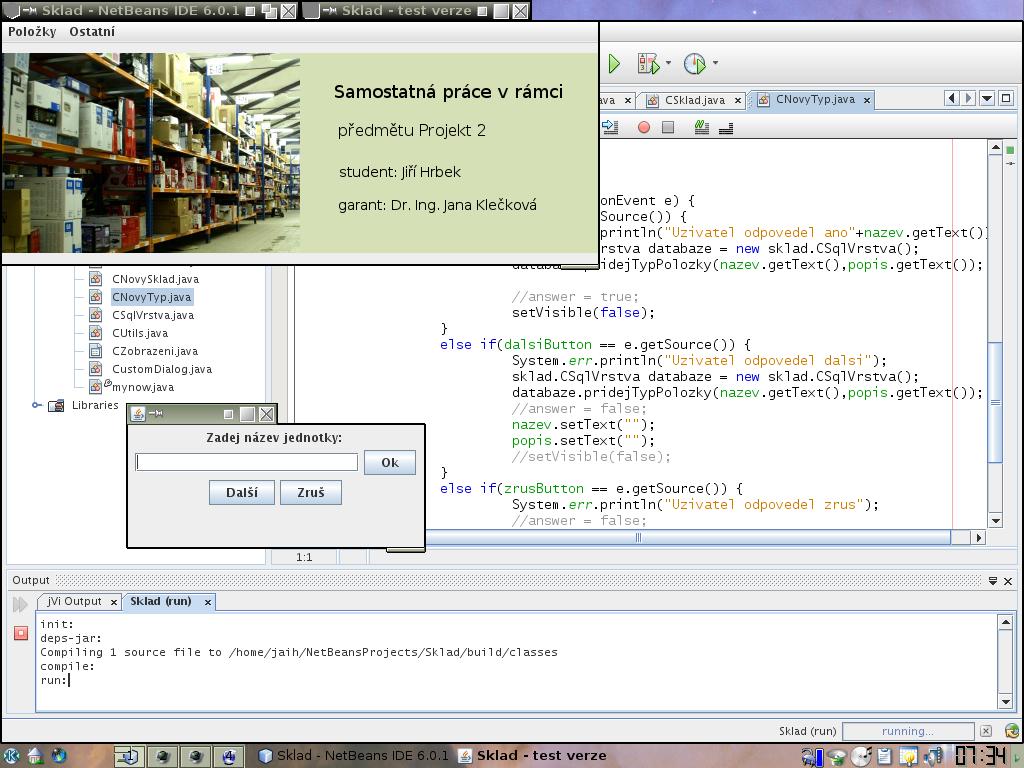 Sklad - NetBeans IDE 6.0.1
Sklad - test verze
Položky Ostatní
Samostatná práce v rámci
předmětu Projekt 2
student: Jiří Hrbek
garant: Dr. Ing. Jana Klečková
ava
CSklad.java
CNovyTyp.java
onEvent e) {
Source()) {
println("Uzivatel odpovedel ano"+nazev.getText()
rstva databaze = new sklad.CSqlVrstva();
pridejTypPolozky(nazev.getText(),popis.getText());
//answer = true;
setVisible(false);
}
else if(dalsiButton == e.getSource()) {
System.err.println("Uzivatel odpovedel dalsi");
sklad.CSqlVrstva databaze = new sklad.CSqlVrstva();
databaze.pridejTypPolozky(nazev.getText(),popis.getText());
//answer = false;
nazev.setText("");
popis.setText("");
//setVisible(false);
}
else if(zrusButton == e.getSource()) {
System.err.println("Uzivatel odpovedel zrus");
//answer = false;
CNovySklad.java
CNovyTyp.java
CSqlVrstva.java
CUtils.java
CZobrazeni.java
CustomDialog.java
mynow.java
Libraries
Zadej název jednotky:
Ok
Další
Zruš
1:1
Output
jVi Output
Sklad (run)
init:
deps-jar:
Compiling 1 source file to /home/jaih/NetBeansProjects/Sklad/build/classes
compile:
run:
Sklad (run)
running...
Sklad - NetBeans IDE 6.0.1
Sklad - test verze
07:34